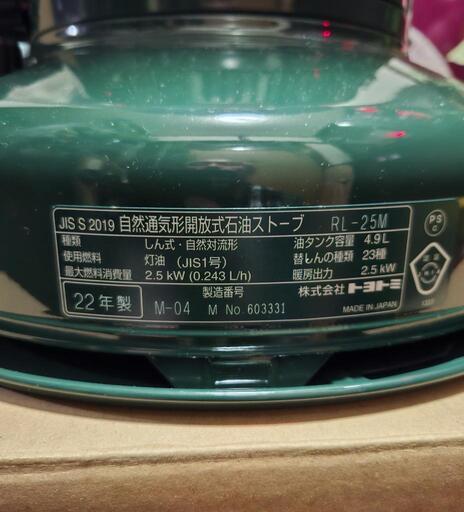 JIS S 2019 自然通気形開放式石油ストーブ RL-25M
種類 しん式・自然対流形 油タンク容量 4.9L
使用燃料 灯油 (JIS1号) 替しんの種類 23種
最大燃料消費量 2.5 kW (0.243 L/h) 暖房出力 2.5 kW
22年製 M-04 製造番号 M No 603331 株式会社トヨトミ
MADE IN JAPAN
PS
C